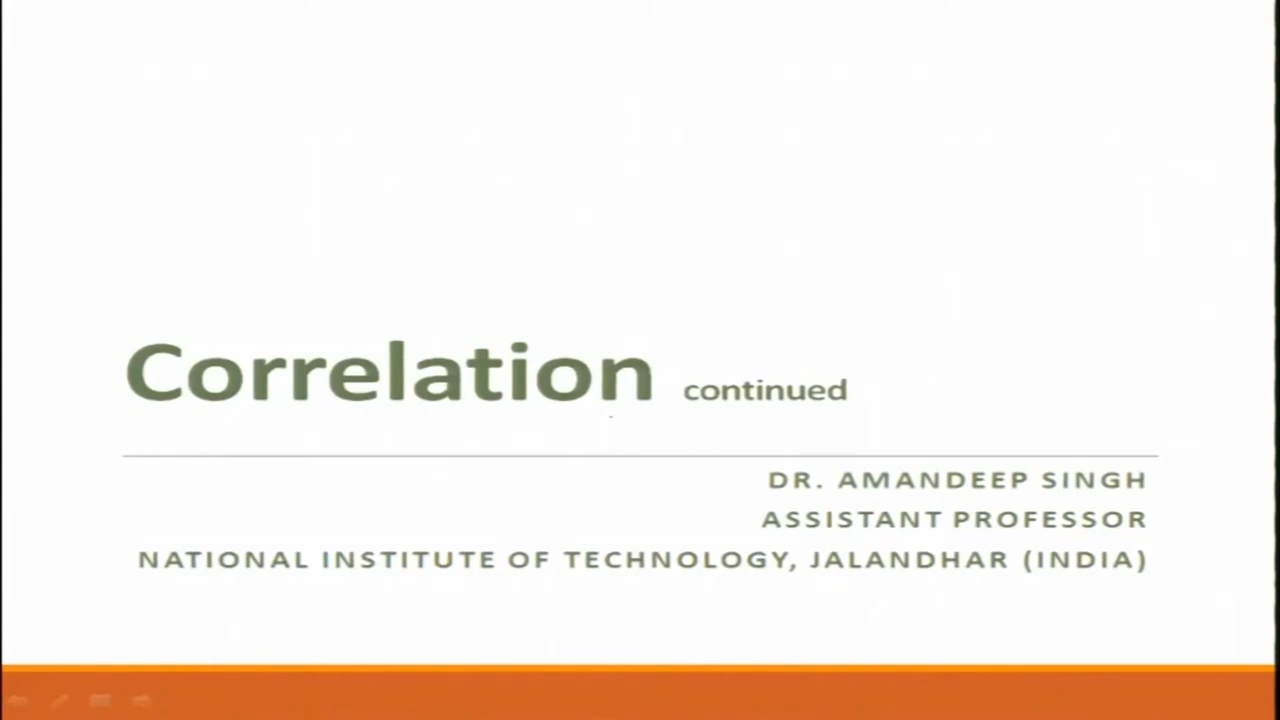 Correlation continued
DR. AMANDEEP SINGH
ASSISTANT PROFESSOR
NATIONAL INSTITUTE OF TECHNOLOGY, JALANDHAR (INDIA)